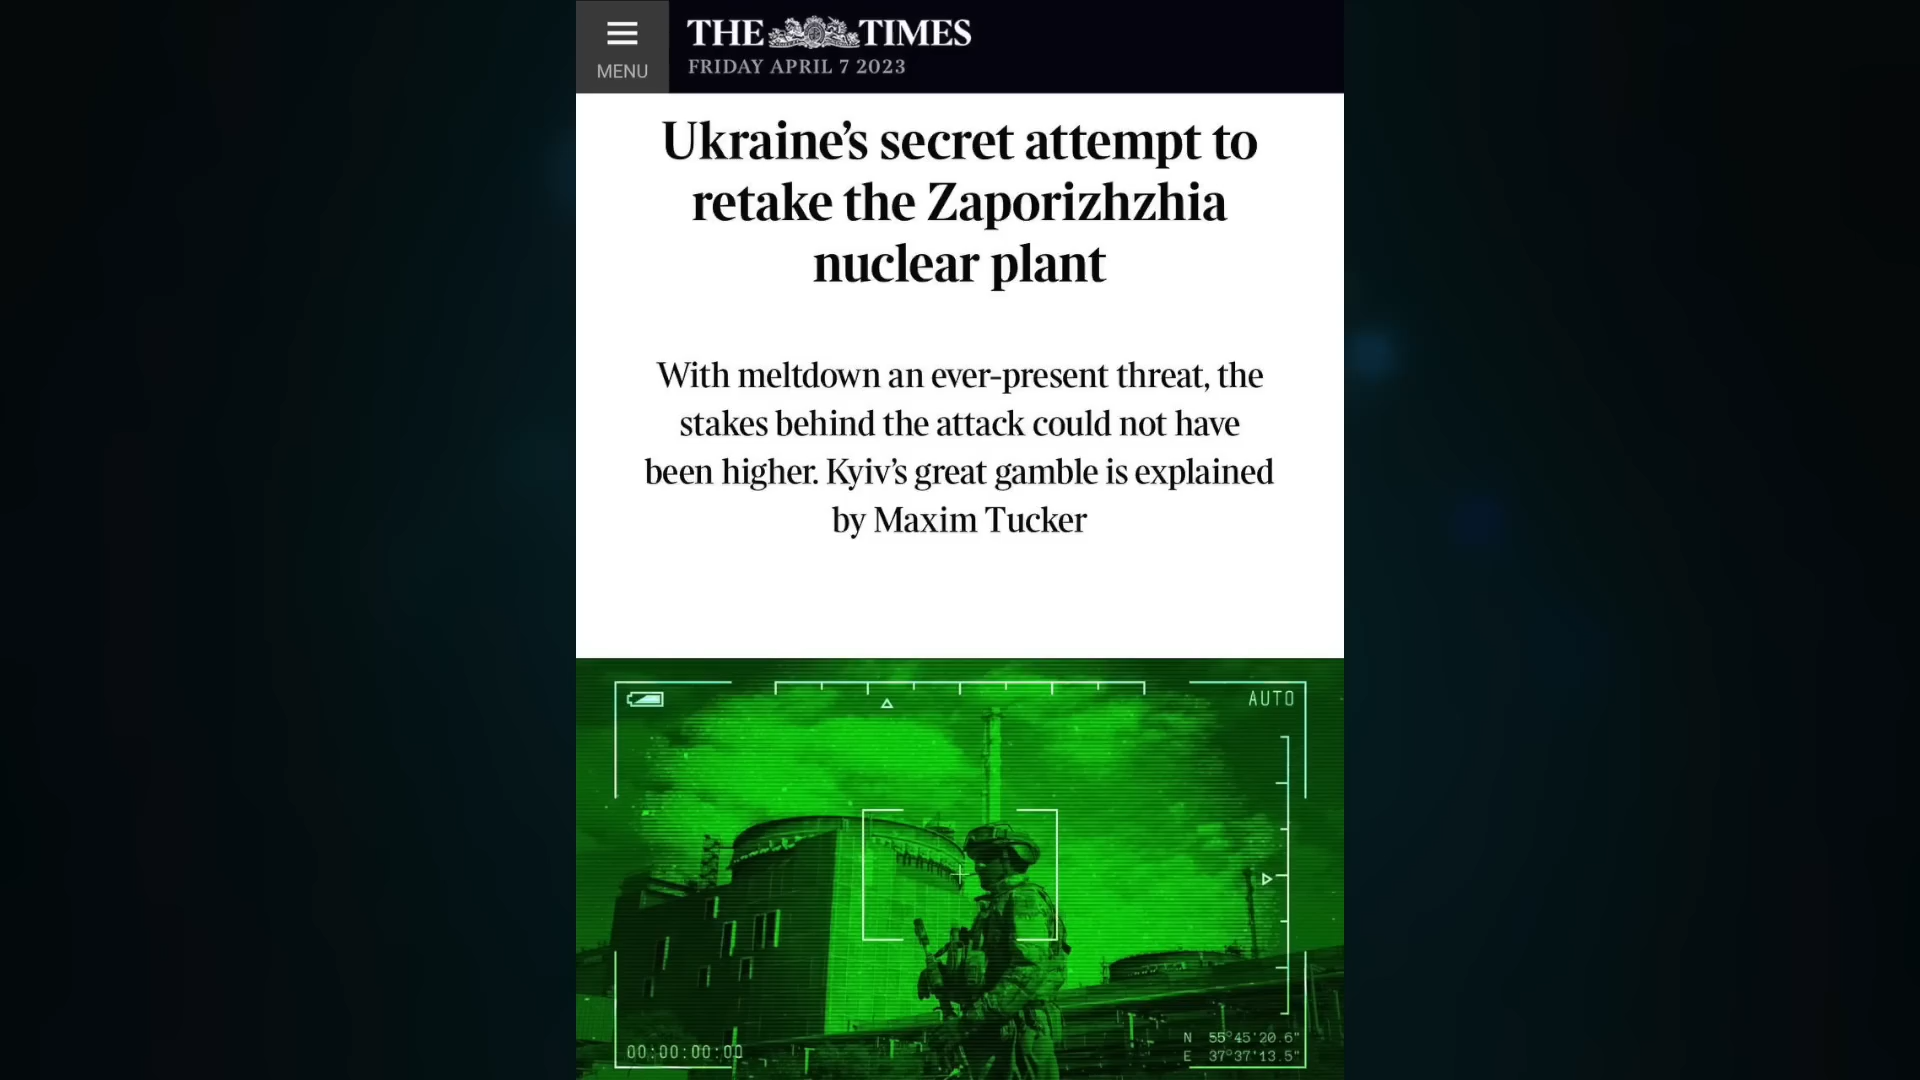 MENU
THE TIMES
FRIDAY APRIL 7 2023
Ukraine’s secret attempt to
retake the Zaporizhzhia
nuclear plant
With meltdown an ever-present threat, the
stakes behind the attack could not have
been higher. Kyiv’s great gamble is explained
by Maxim Tucker
AUTO
00:00:00:00
N 55°45'20.6"
E 37°37'13.5"